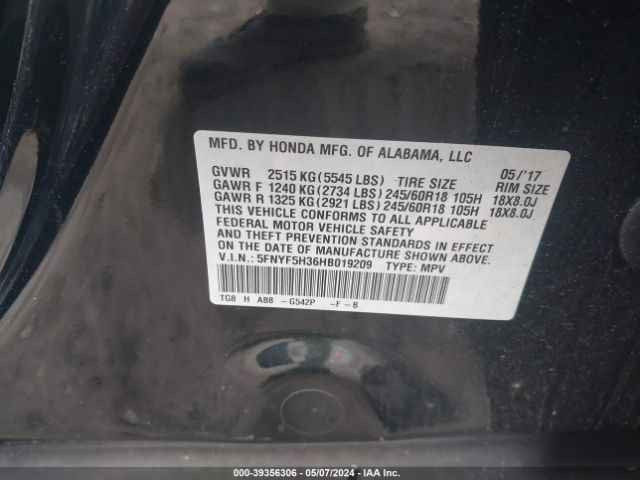 MFD. BY HONDA MFG. OF ALABAMA, LLC
GVWR 2515 KG (5545 LBS) TIRE SIZE 05/'17 RIM SIZE
GAWR F 1240 KG (2734 LBS) 245/60R18 105H 18X8.0J
GAWR R 1325 KG (2921 LBS) 245/60R18 105H 18X8.0J
THIS VEHICLE CONFORMS TO ALL APPLICABLE
FEDERAL MOTOR VEHICLE SAFETY
AND THEFT PREVENTION STANDARDS IN EFFECT
ON THE DATE OF MANUFACTURE SHOWN ABOVE.
V.I.N.: 5FNYF5H36HB019209 TYPE: MPV
TG8 H AB8 - G542P -F-B
000-39356306 - 05/07/2024 - IAA Inc.